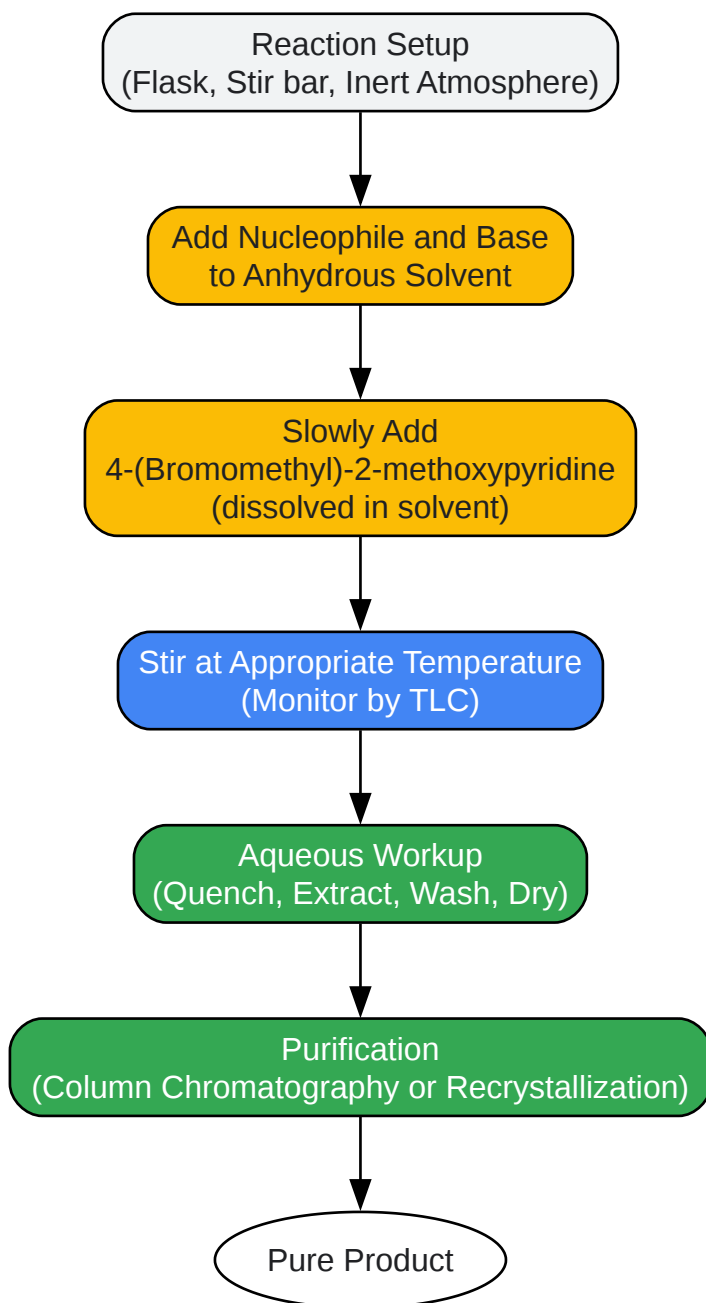 Reaction Setup
(Flask, Stir bar, Inert Atmosphere)
Add Nucleophile and Base
to Anhydrous Solvent
Slowly Add
4-(Bromomethyl)-2-methoxypyridine
(dissolved in solvent)
Stir at Appropriate Temperature
(Monitor by TLC)
Aqueous Workup
(Quench, Extract, Wash, Dry)
Purification
(Column Chromatography or Recrystallization)
Pure Product